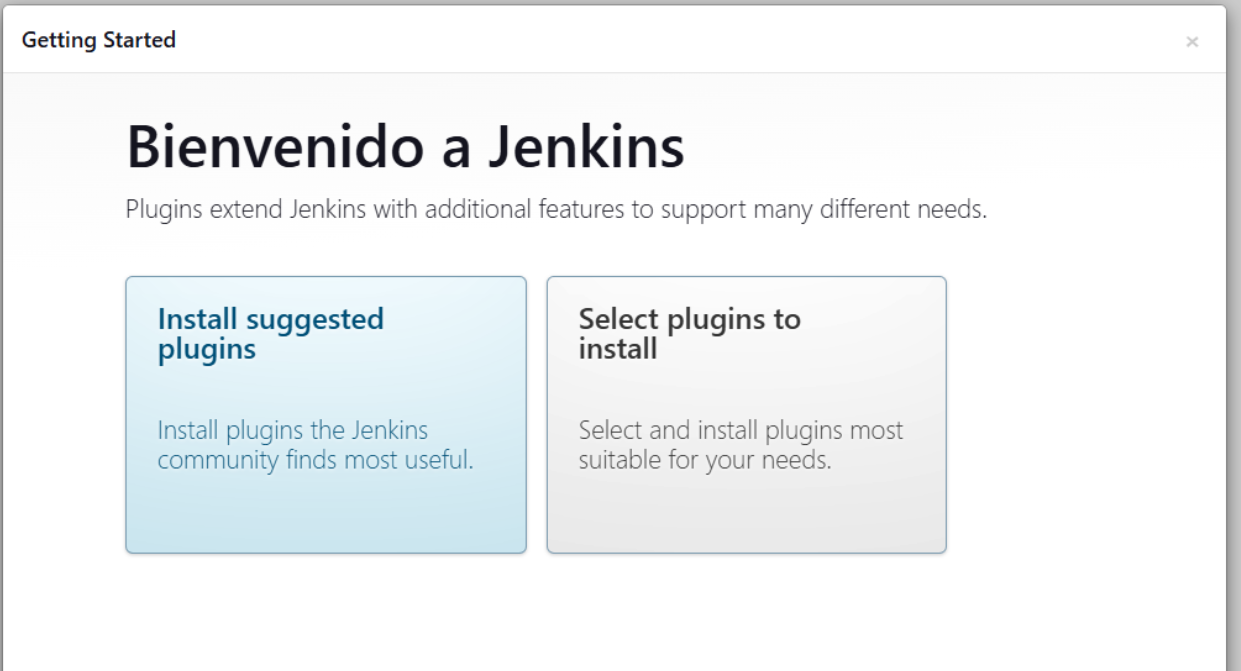 Getting Started
×
Bienvenido a Jenkins
Plugins extend Jenkins with additional features to support many different needs.
Install suggested
plugins
Install plugins the Jenkins
community finds most useful.
Select plugins to
install
Select and install plugins most
suitable for your needs.